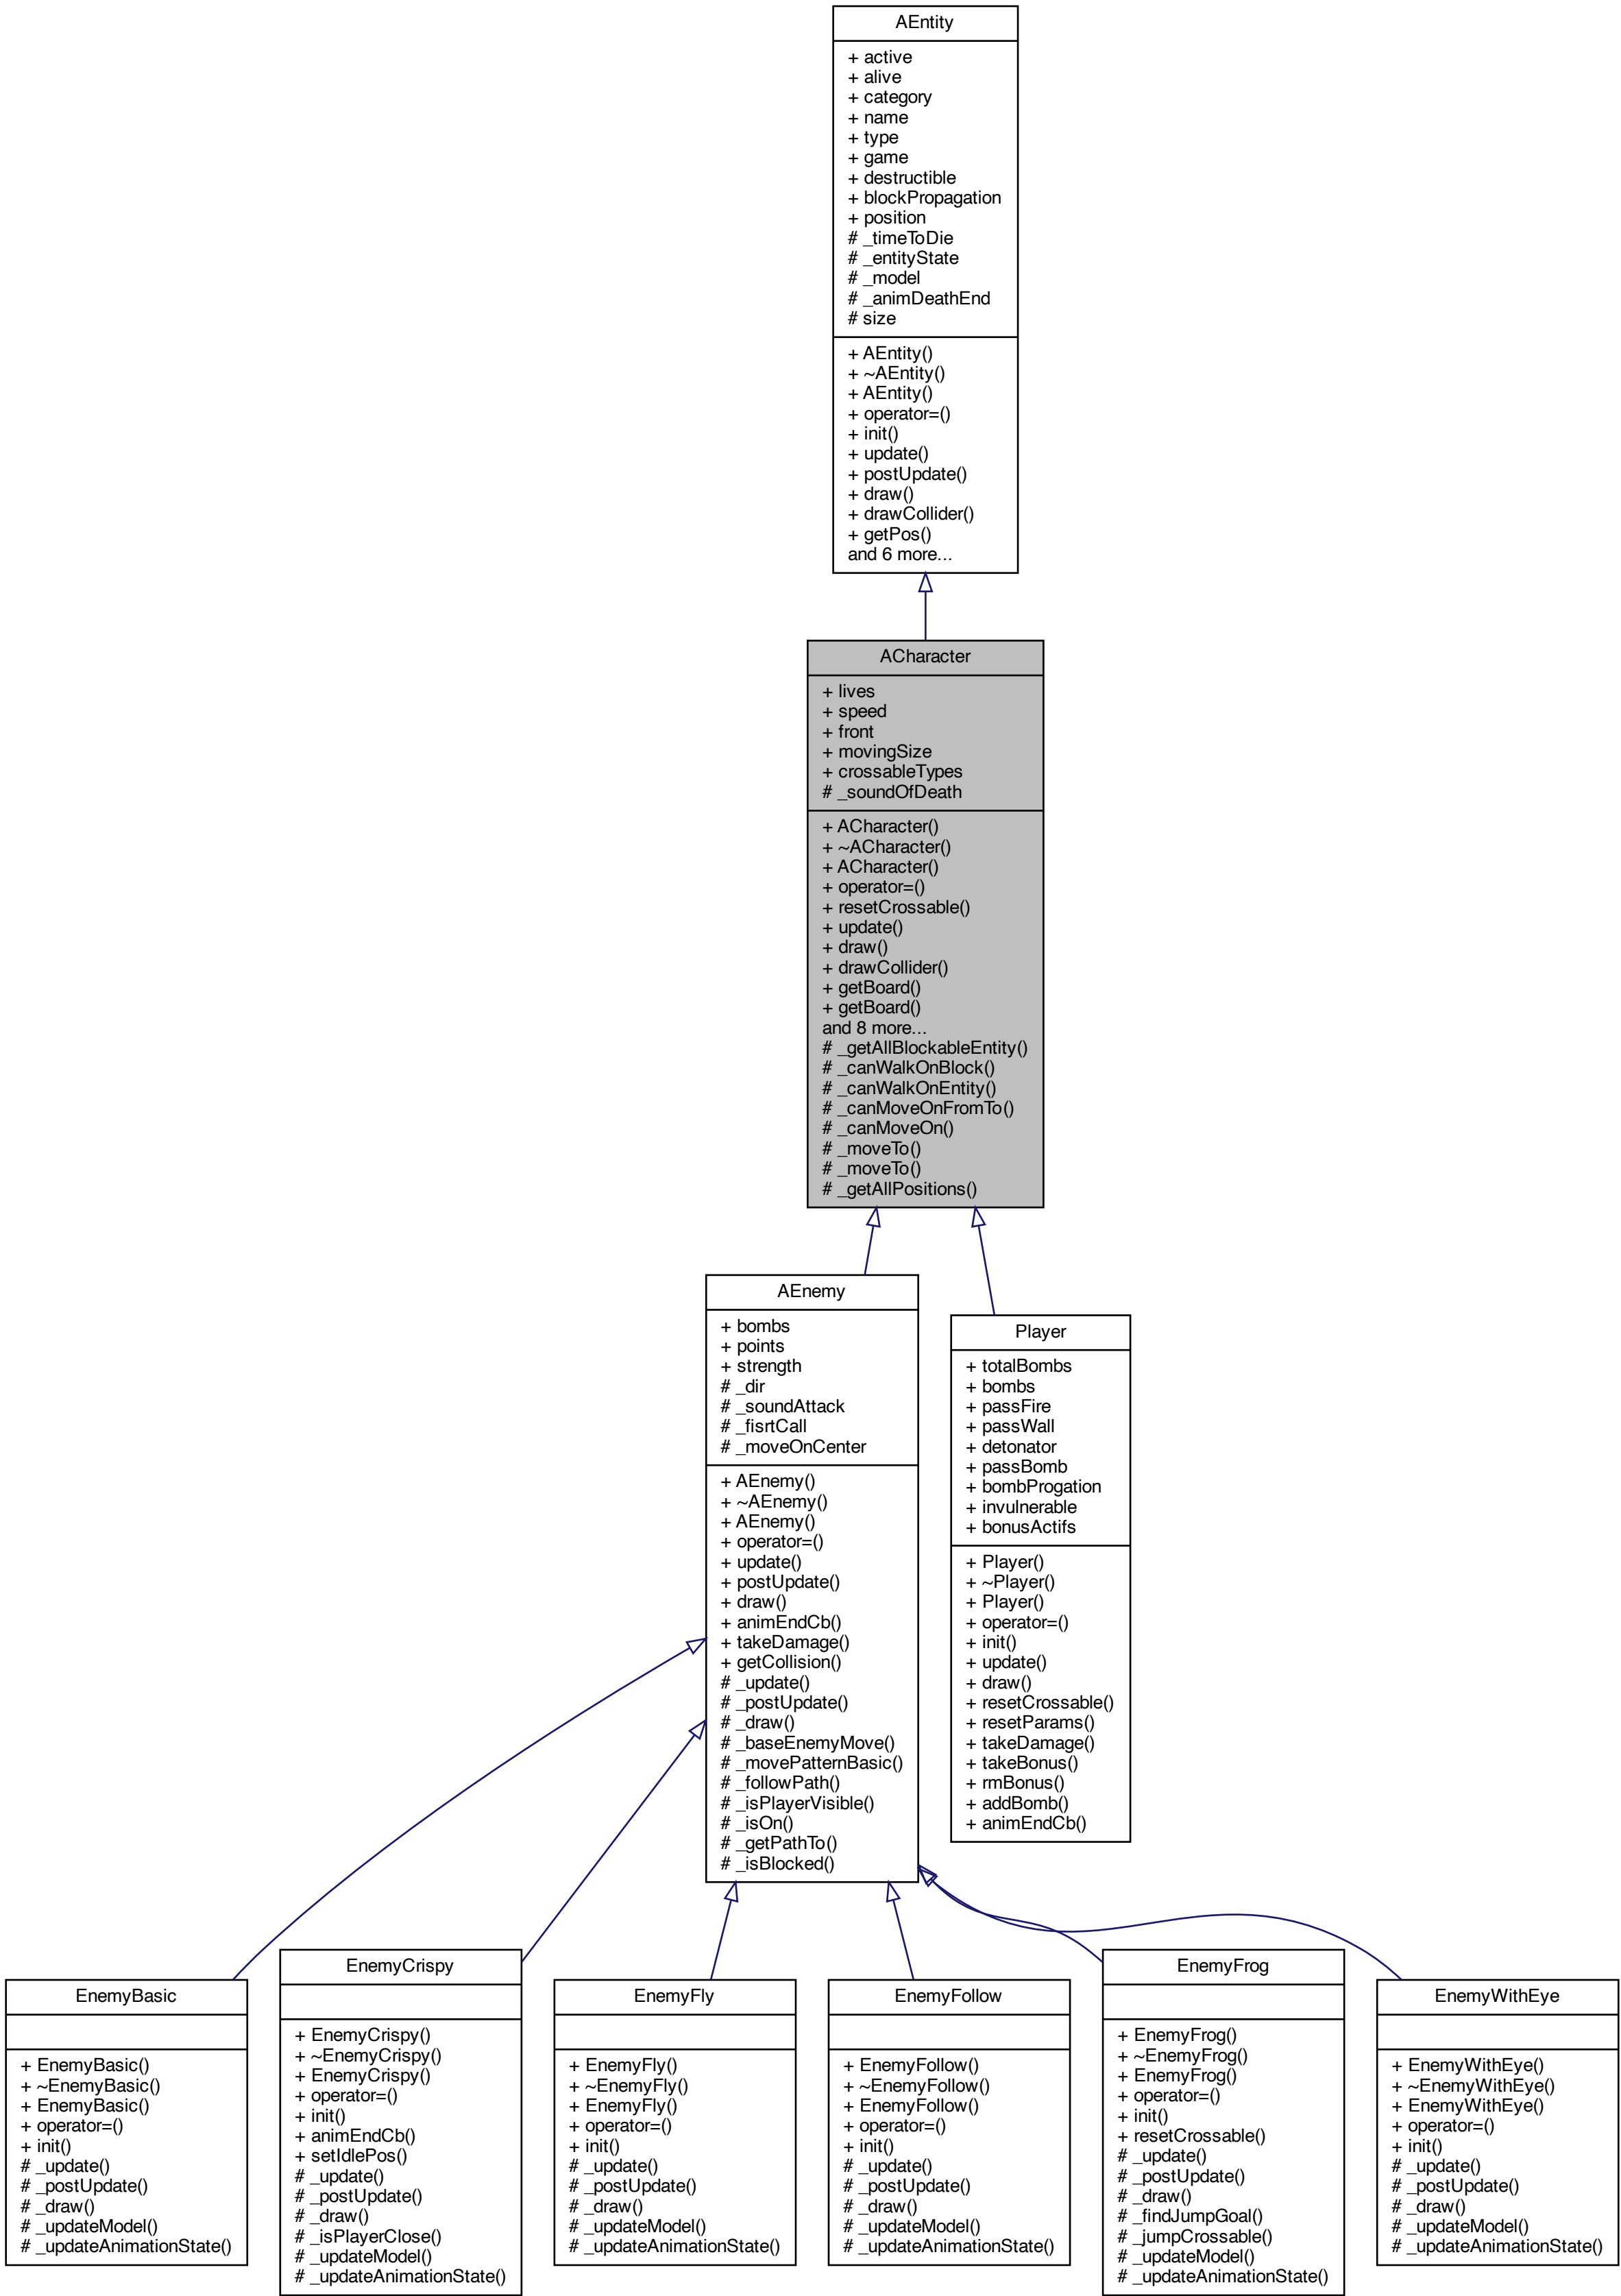 AEntity
+ active
+ alive
+ category
+ name
+ type
+ game
+ destructible
+ blockPropagation
+ position
# _timeToDie
# _entityState
# _model
# _animDeathEnd
# size
+ AEntity()
+ ~AEntity()
+ AEntity()
+ operator=()
+ init()
+ update()
+ postUpdate()
+ draw()
+ drawCollider()
+ getPos()
and 6 more...
ACharacter
+ lives
+ speed
+ front
+ movingSize
+ crossableTypes
# _soundOfDeath
+ ACharacter()
+ ~ACharacter()
+ ACharacter()
+ operator=()
+ resetCrossable()
+ update()
+ draw()
+ drawCollider()
+ getBoard()
+ getBoard()
and 8 more...
# _getAllBlockableEntity()
# _canWalkOnBlock()
# _canWalkOnEntity()
# _canMoveOnFromTo()
# _canMoveOn()
# _moveTo()
# _moveTo()
# _getAllPositions()
AEnemy
+ bombs
+ points
+ strength
# _dir
# _soundAttack
# _fisrtCall
# _moveOnCenter
+ AEnemy()
+ ~AEnemy()
+ AEnemy()
+ operator=()
+ update()
+ postUpdate()
+ draw()
+ animEndCb()
+ takeDamage()
+ getCollision()
# _update()
# _postUpdate()
# _draw()
# _baseEnemyMove()
# _movePatternBasic()
# _followPath()
# _isPlayerVisible()
# _isOn()
# _getPathTo()
# _isBlocked()
Player
+ totalBombs
+ bombs
+ passFire
+ passWall
+ detonator
+ passBomb
+ bombProgation
+ invulnerable
+ bonusActifs
+ Player()
+ ~Player()
+ Player()
+ operator=()
+ init()
+ update()
+ draw()
+ resetCrossable()
+ resetParams()
+ takeDamage()
+ takeBonus()
+ rmBonus()
+ addBomb()
+ animEndCb()
EnemyBasic
+ EnemyBasic()
+ ~EnemyBasic()
+ EnemyBasic()
+ operator=()
+ init()
# _update()
# _postUpdate()
# _draw()
# _updateModel()
# _updateAnimationState()
EnemyCrispy
+ EnemyCrispy()
+ ~EnemyCrispy()
+ EnemyCrispy()
+ operator=()
+ init()
+ animEndCb()
+ setIdlePos()
# _update()
# _postUpdate()
# _draw()
# _isPlayerClose()
# _updateModel()
# _updateAnimationState()
EnemyFly
+ EnemyFly()
+ ~EnemyFly()
+ EnemyFly()
+ operator=()
+ init()
# _update()
# _postUpdate()
# _draw()
# _updateModel()
# _updateAnimationState()
EnemyFollow
+ EnemyFollow()
+ ~EnemyFollow()
+ EnemyFollow()
+ operator=()
+ init()
# _update()
# _postUpdate()
# _draw()
# _updateModel()
# _updateAnimationState()
EnemyFrog
+ EnemyFrog()
+ ~EnemyFrog()
+ EnemyFrog()
+ operator=()
+ init()
+ resetCrossable()
# _update()
# _postUpdate()
# _draw()
# _findJumpGoal()
# _jumpCrossable()
# _updateModel()
# _updateAnimationState()
EnemyWithEye
+ EnemyWithEye()
+ ~EnemyWithEye()
+ EnemyWithEye()
+ operator=()
+ init()
# _update()
# _postUpdate()
# _draw()
# _updateModel()
# _updateAnimationState()